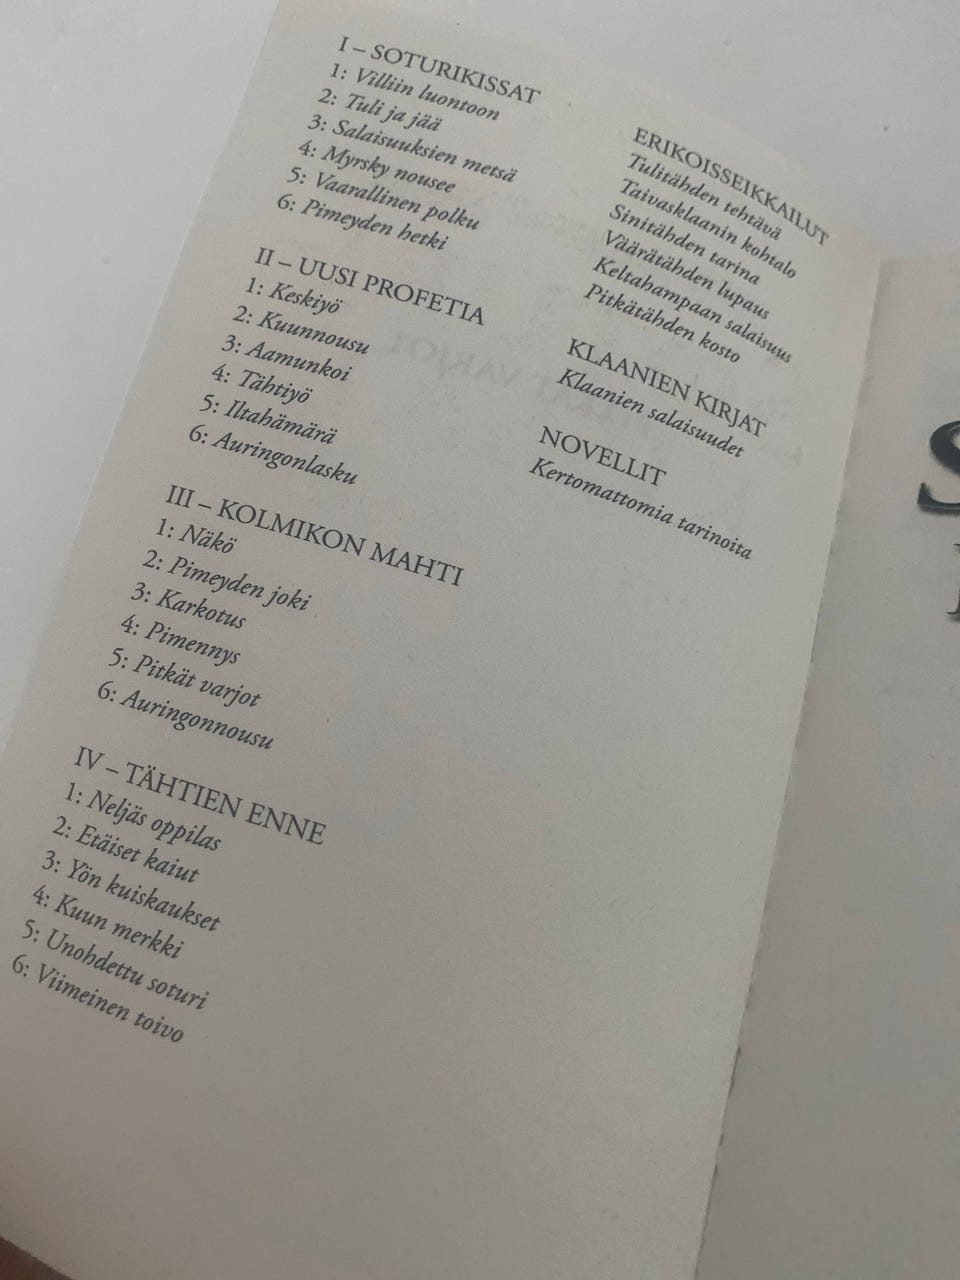 I – SOTURIKISSAT
1: Villiin luontoon
2: Tuli ja jää
3: Salaisuuksien metsä
4: Myrsky nousee
5: Vaarallinen polku
6: Pimeyden hetki
II – UUSI PROFETIA
1: Keskiyö
2: Kuunnousu
3: Aamunkoi
4: Tähtiyö
5: Iltahämärä
6: Auringonlasku
III – KOLMIKON MAHTI
1: Näkö
2: Pimeyden joki
3: Karkotus
4: Pimennys
5: Pitkät varjot
6: Auringonnousu
IV – TÄHTIEN ENNE
1: Neljäs oppilas
2: Etäiset kaiut
3: Yön kuiskaukset
4: Kuun merkki
5: Unohdettu soturi
6: Viimeinen toivo
ERIKOISSEIKKAILUT
Tulitähden tehtävä
Taivasklaanin kohtalo
Sinitähden tarina
Väärätähden lupaus
Keltahampaan salaisuus
Pitkätähden kosto
KLAANIEN KIRJAT
Klaanien salaisuudet
NOVELLIT
Kertomattomia tarinoita